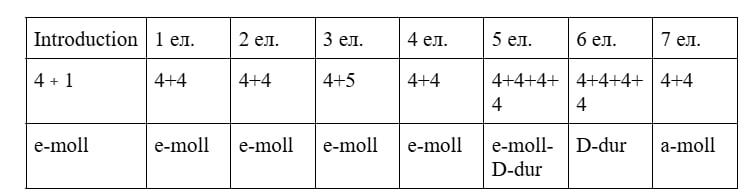 Introduction 1 ел. 2 ел. 3 ел. 4 ел. 5 ел. 6 ел. 7 ел.
4 + 1 4+4 4+4 4+5 4+4 4+4+4+ 4+4+4+ 4+4
4 4
e-moll e-moll e-moll e-moll e-moll e-moll- D-dur a-moll
D-dur